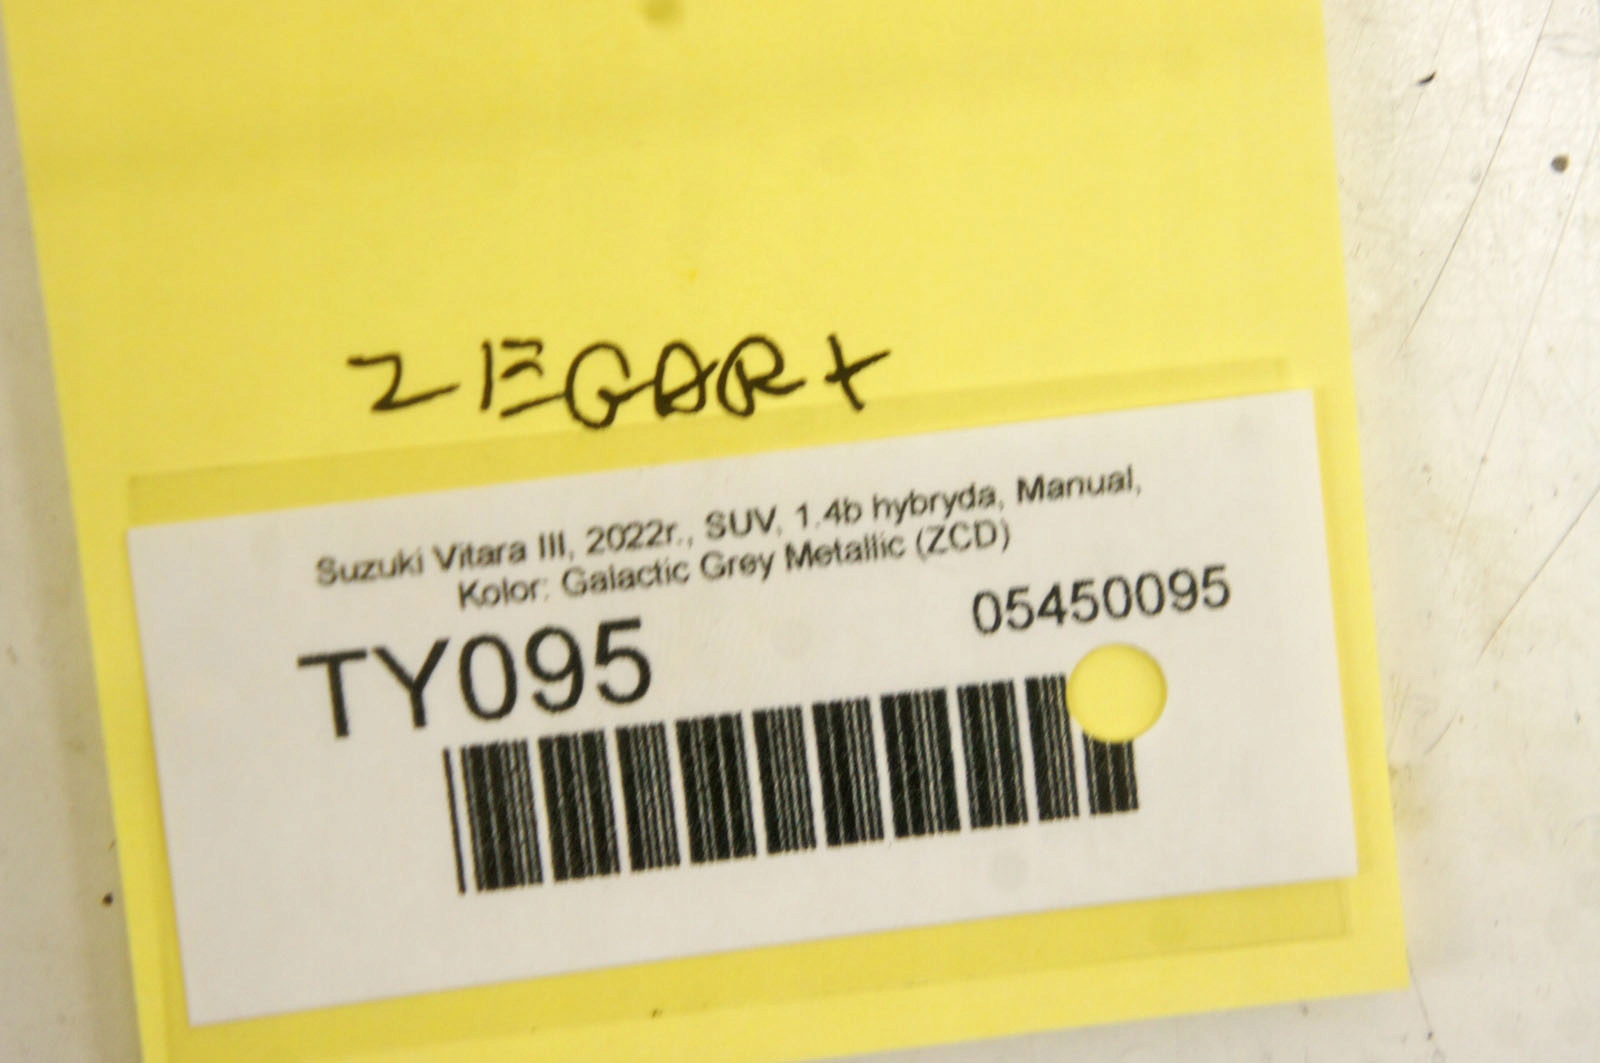 ZEGAR +
Suzuki Vitara III, 2022r., SUV, 1.4b hybryda, Manual,
Kolor: Galactic Grey Metallic (ZCD)
TY095
05450095